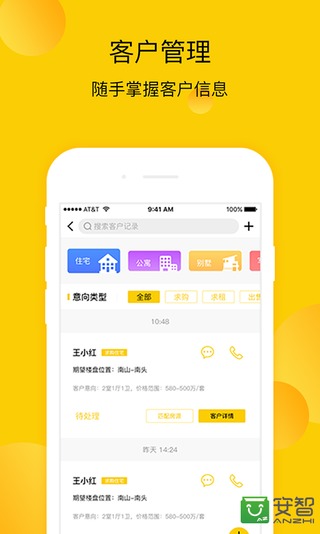 客户管理
随手掌握客户信息
AT&T 9:41 AM 100%
搜索客户记录
住宅 公寓 别墅
意向类型 全部 求购 求租 出售
10:48
王小红 求购住宅
期望楼盘位置：南山-南头
客户意向：2室1厅1卫，价格范围：560-500万/套
待处理 匹配房源 客户详情
昨天 14:24
王小红
期望楼盘位置：南山-南头
客户意向：2室1厅1卫，价格范围：560-500万/套
安智
ANZHI